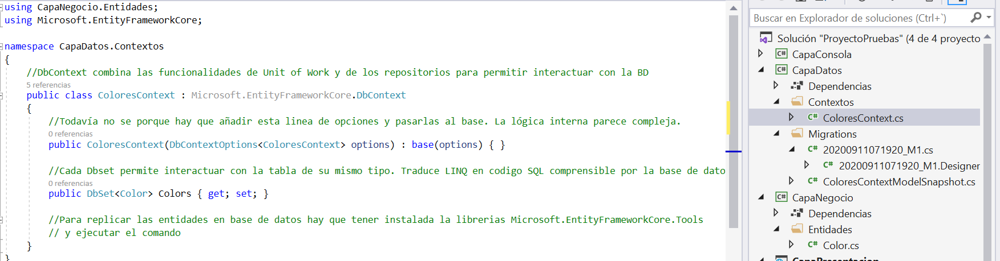 using CapaNegocio.Entidades;
using Microsoft.EntityFrameworkCore;
namespace CapaDatos.Contextos
{
//DbContext combina las funcionalidades de Unit of Work y de los repositorios para permitir interactuar con la BD
5 referencias
public class ColoresContext : Microsoft.EntityFrameworkCore.DbContext
{
//Todavía no se porque hay que añadir esta linea de opciones y pasarlas al base. La lógica interna parece compleja.
0 referencias
public ColoresContext(DbContextOptions<ColoresContext> options) : base(options) { }
//Cada Dbset permite interactuar con la tabla de su mismo tipo. Traduce LINQ en codigo SQL comprensible por la base de dato
0 referencias
public DbSet<Color> Colors { get; set; }
//Para replicar las entidades en base de datos hay que tener instalada la librerias Microsoft.EntityFrameworkCore.Tools
// y ejecutar el comando
}
}
Buscar en Explorador de soluciones (Ctrl+`)
Solución "ProyectoPruebas" (4 de 4 proyecto
C# CapaConsola
C# CapaDatos
Dependencias
Contextos
C# ColoresContext.cs
Migrations
C# 20200911071920_M1.cs
C# 20200911071920_M1.Designer
C# ColoresContextModelSnapshot.cs
C# CapaNegocio
Dependencias
Entidades
C# Color.cs
CapaPresentacion